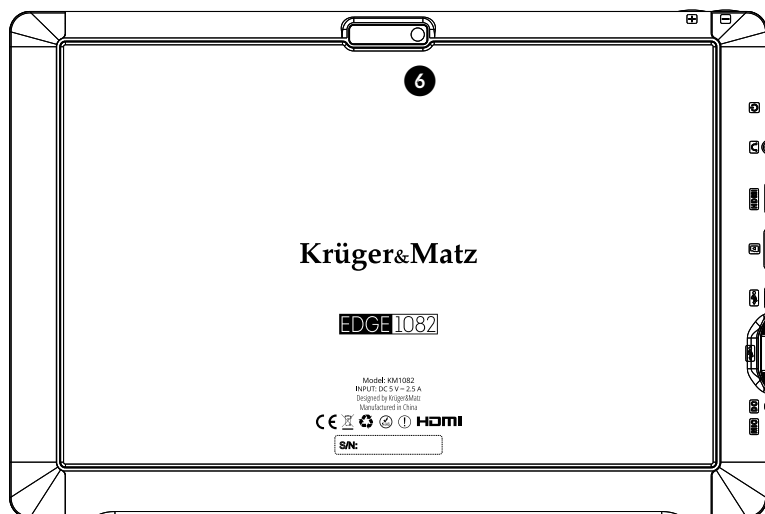 6
HDMI
Krüger&Matz
EDGE 1082
Model: KM1082
INPUT: DC 5 V ⎓ 2.5 A
Designed by Krüger&Matz
Manufactured in China
CE HDMI
S/N: